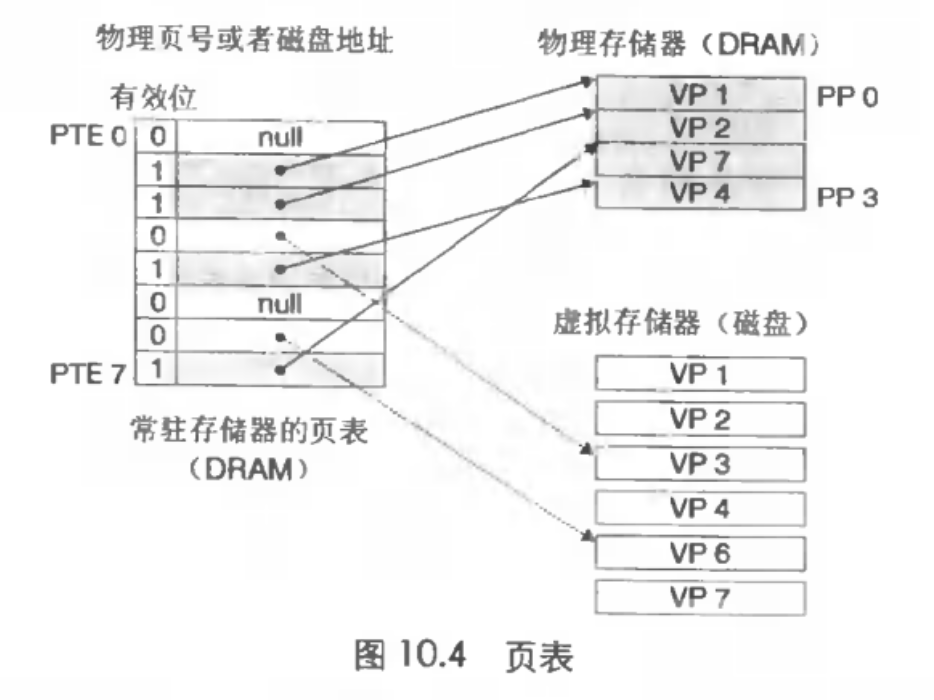 物理页号或者磁盘地址
物理存储器（DRAM）
有效位
PTE 0 0 null
1
1
0
1
0 null
0
PTE 7 1
VP 1 PP 0
VP 2
VP 7
VP 4 PP 3
常驻存储器的页表
（DRAM）
虚拟存储器（磁盘）
VP 1
VP 2
VP 3
VP 4
VP 6
VP 7
图 10.4 页表